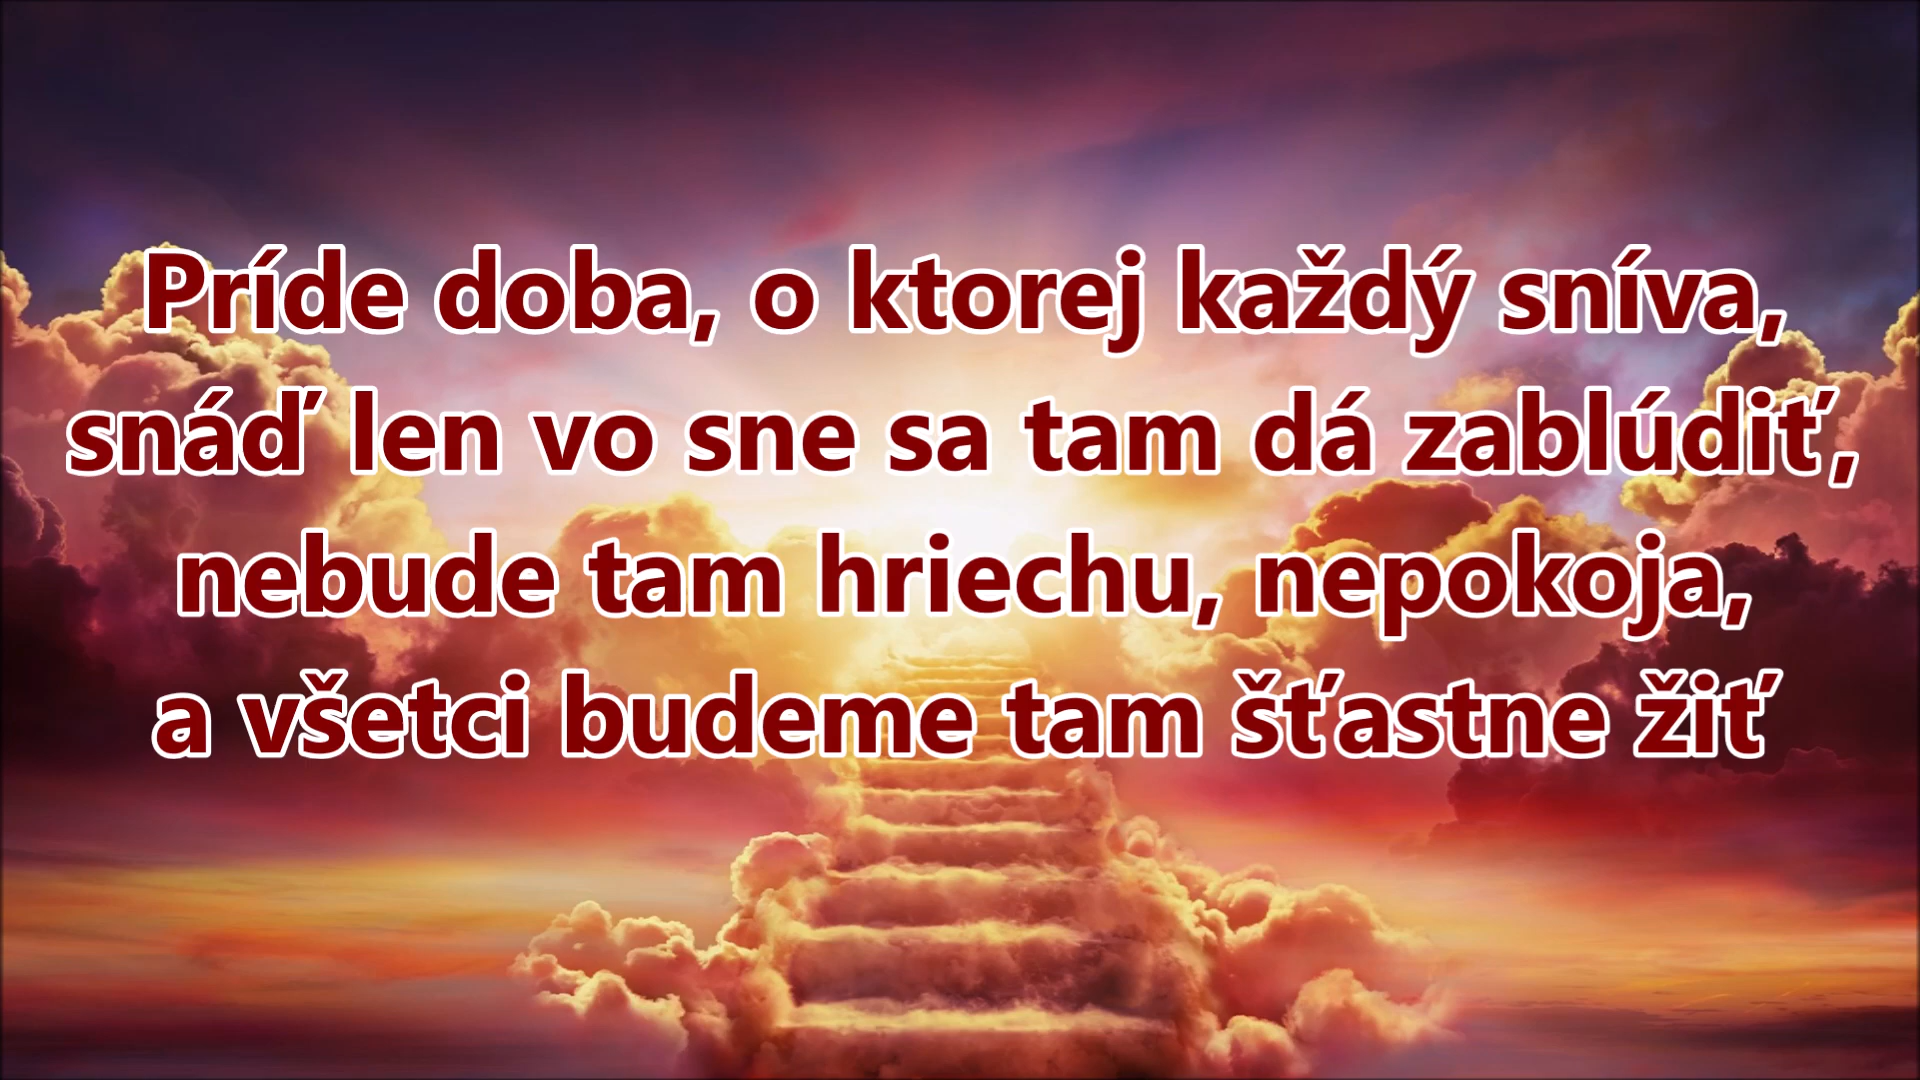 Príde doba, o ktorej každý sníva,
snáď len vo sne sa tam dá zablúdiť,
nebude tam hriechu, nepokoja,
a všetci budeme tam šťastne žiť